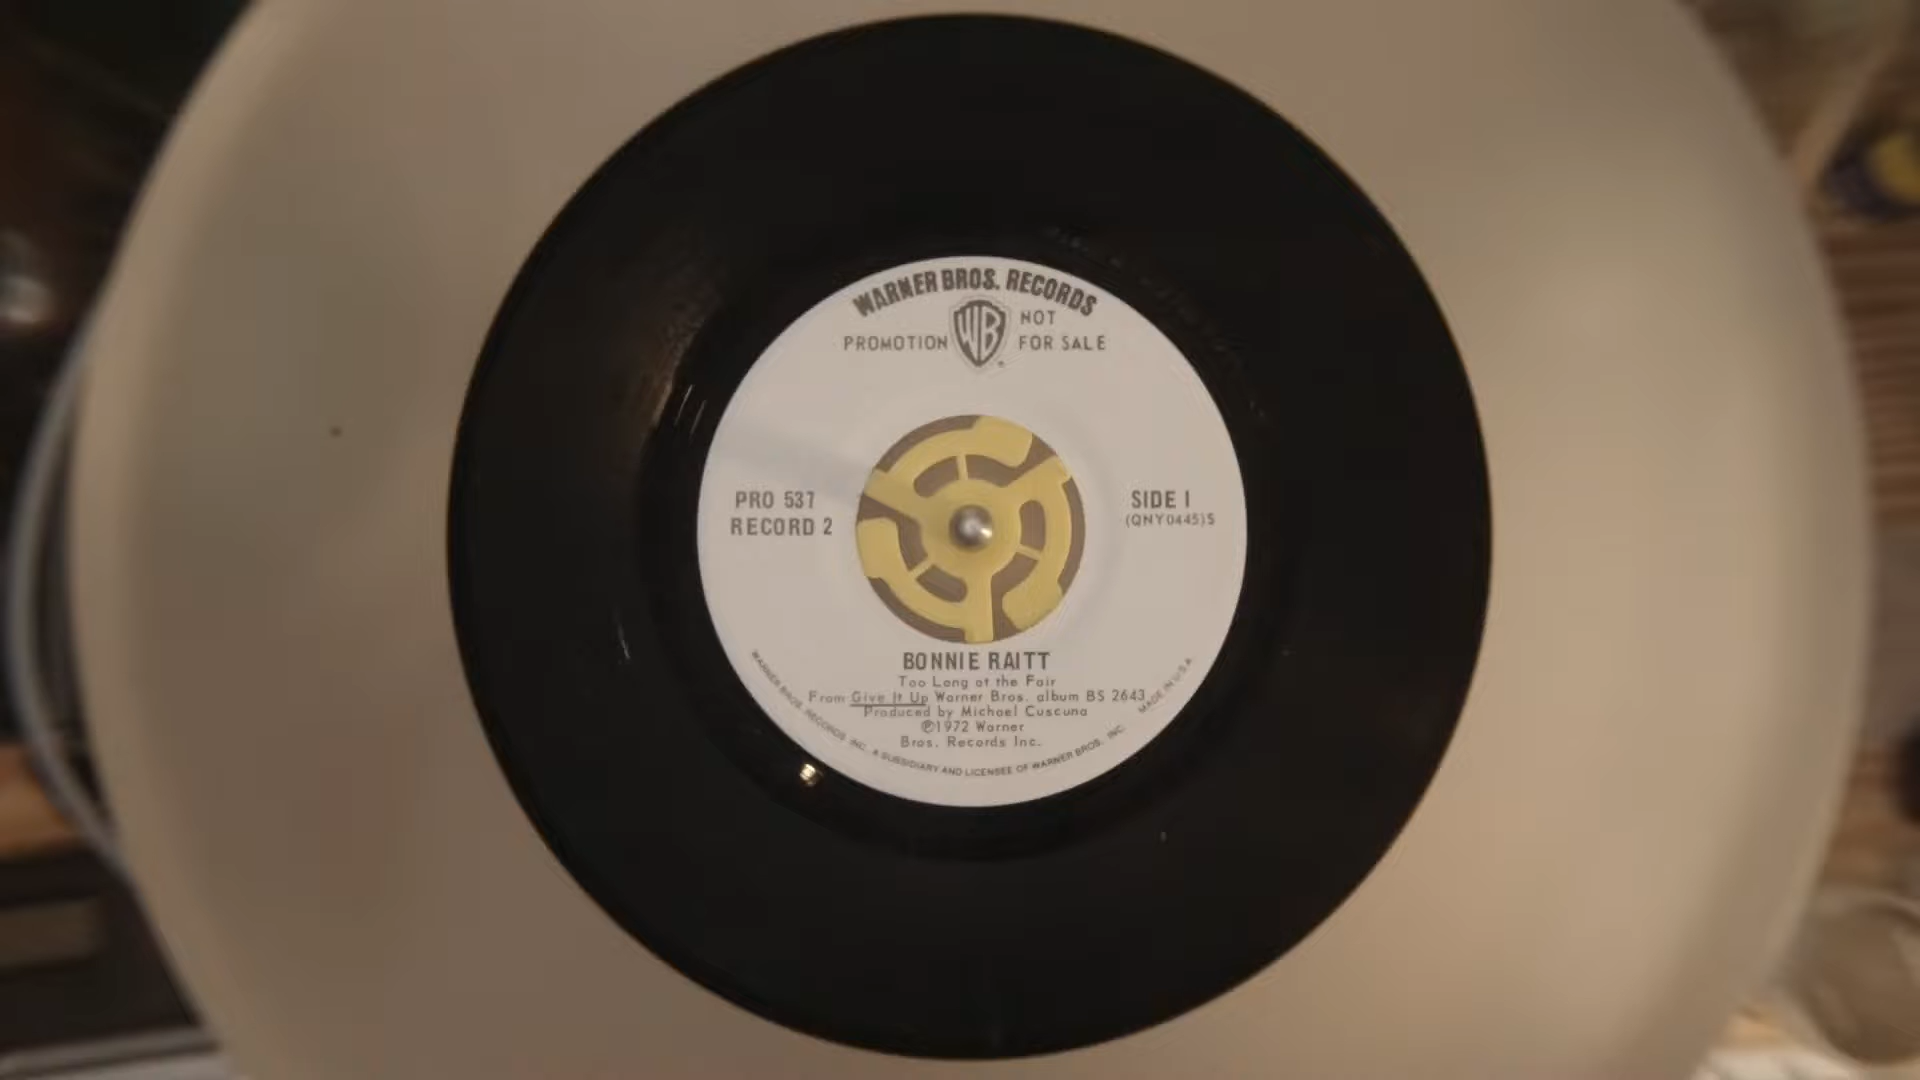 WARNER BROS. RECORDS
WB
NOT
PROMOTION FOR SALE
PRO 537
RECORD 2
SIDE 1
(QNY0445)S
BONNIE RAITT
Too Long at the Fair
From Give It Up Warner Bros. album BS 2643
Produced by Michael Cuscuna
℗1972 Warner
Bros. Records Inc.
WARNER BROS. RECORDS INC. A SUBSIDIARY AND LICENSEE OF WARNER BROS. INC. MADE IN U.S.A.